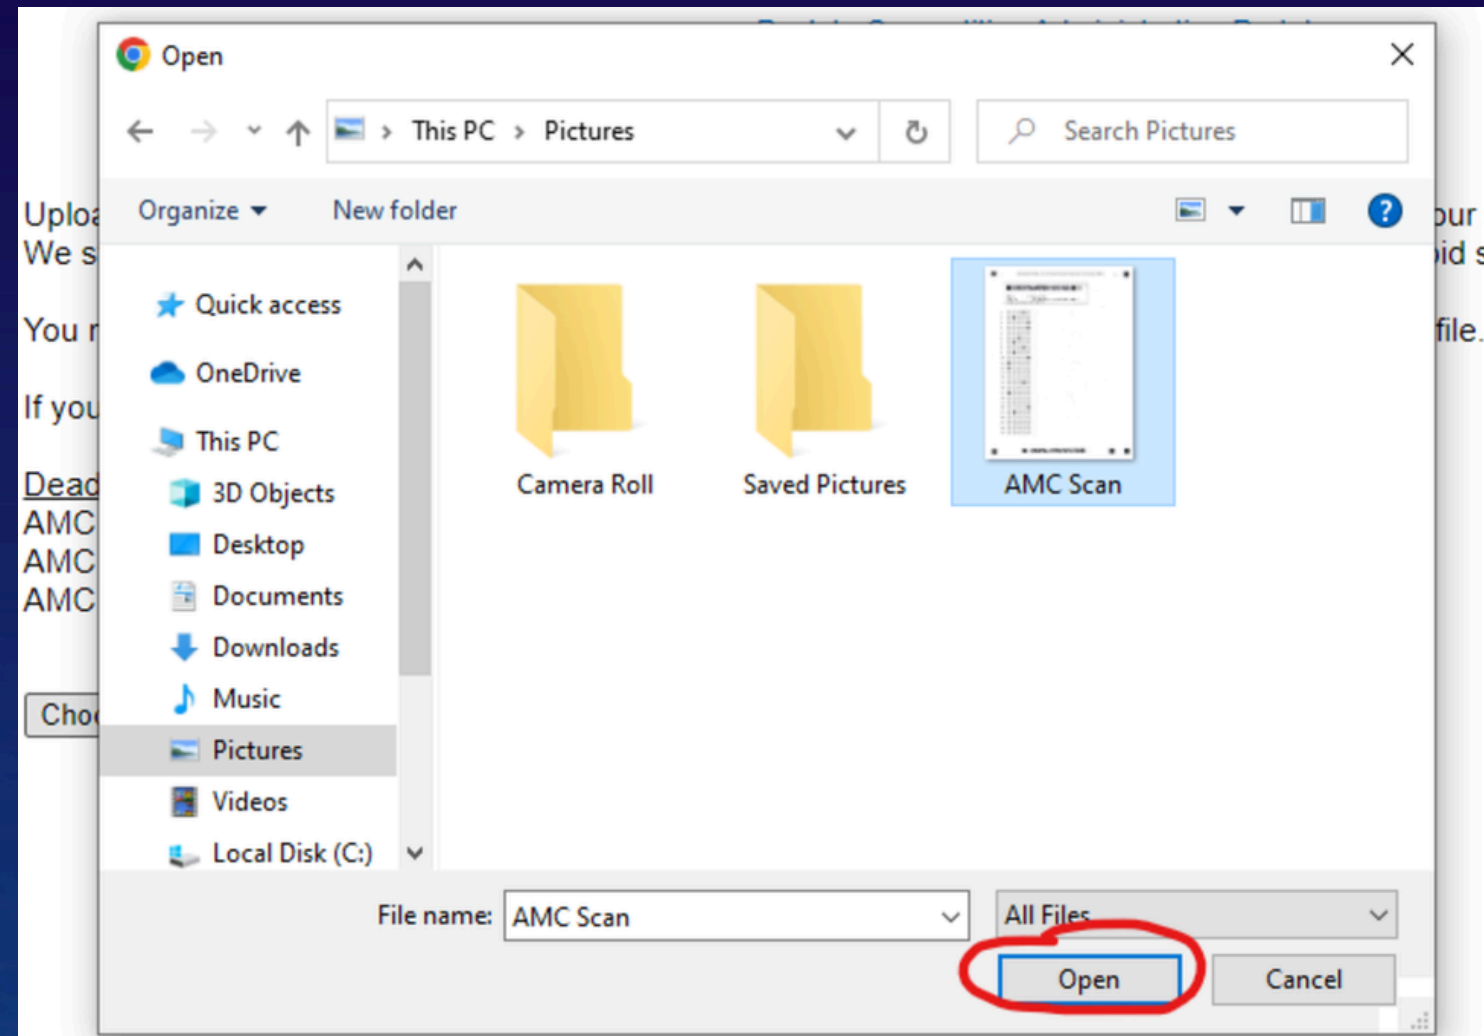 Open
This PC > Pictures
Search Pictures
Organize
New folder
Uploa
our
We s
oid s
You r
file.
If you
Dead
AMC
AMC
AMC
Choo
Quick access
OneDrive
This PC
3D Objects
Desktop
Documents
Downloads
Music
Pictures
Videos
Local Disk (C:)
Camera Roll
Saved Pictures
AMC Scan
File name: AMC Scan
All Files
Open
Cancel